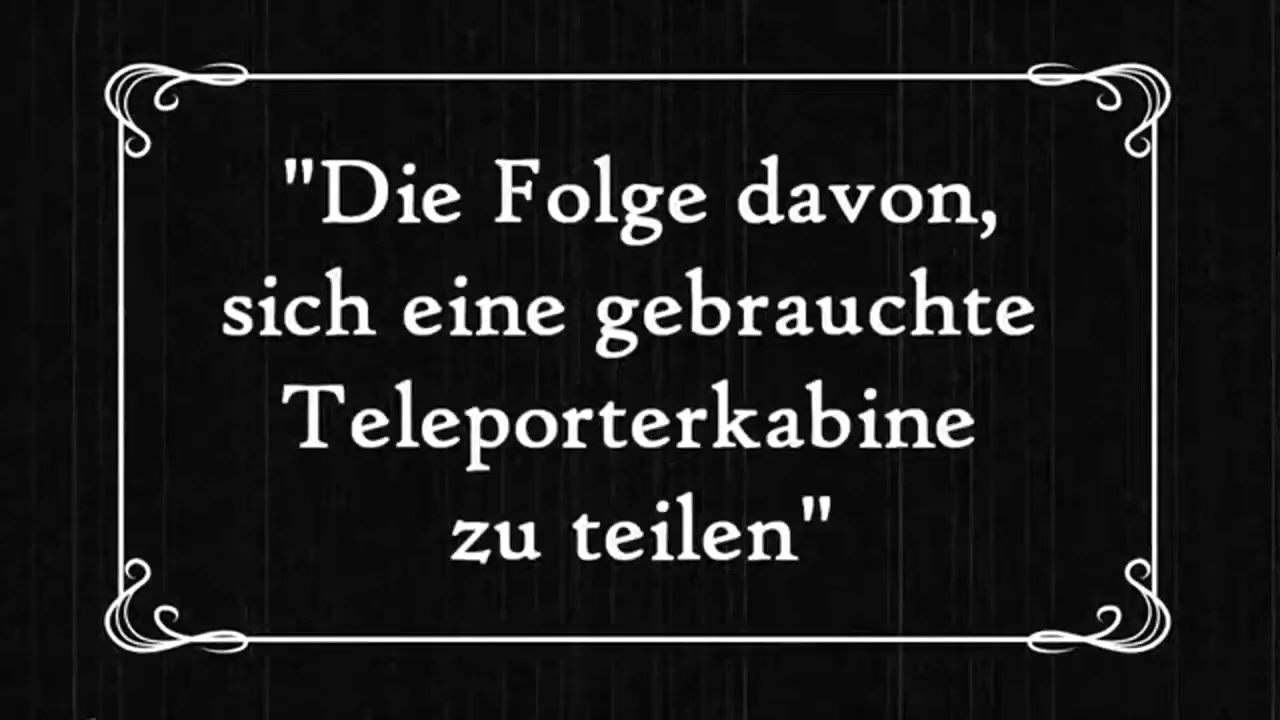 "Die Folge davon,
sich eine gebrauchte
Teleporterkabine
zu teilen"